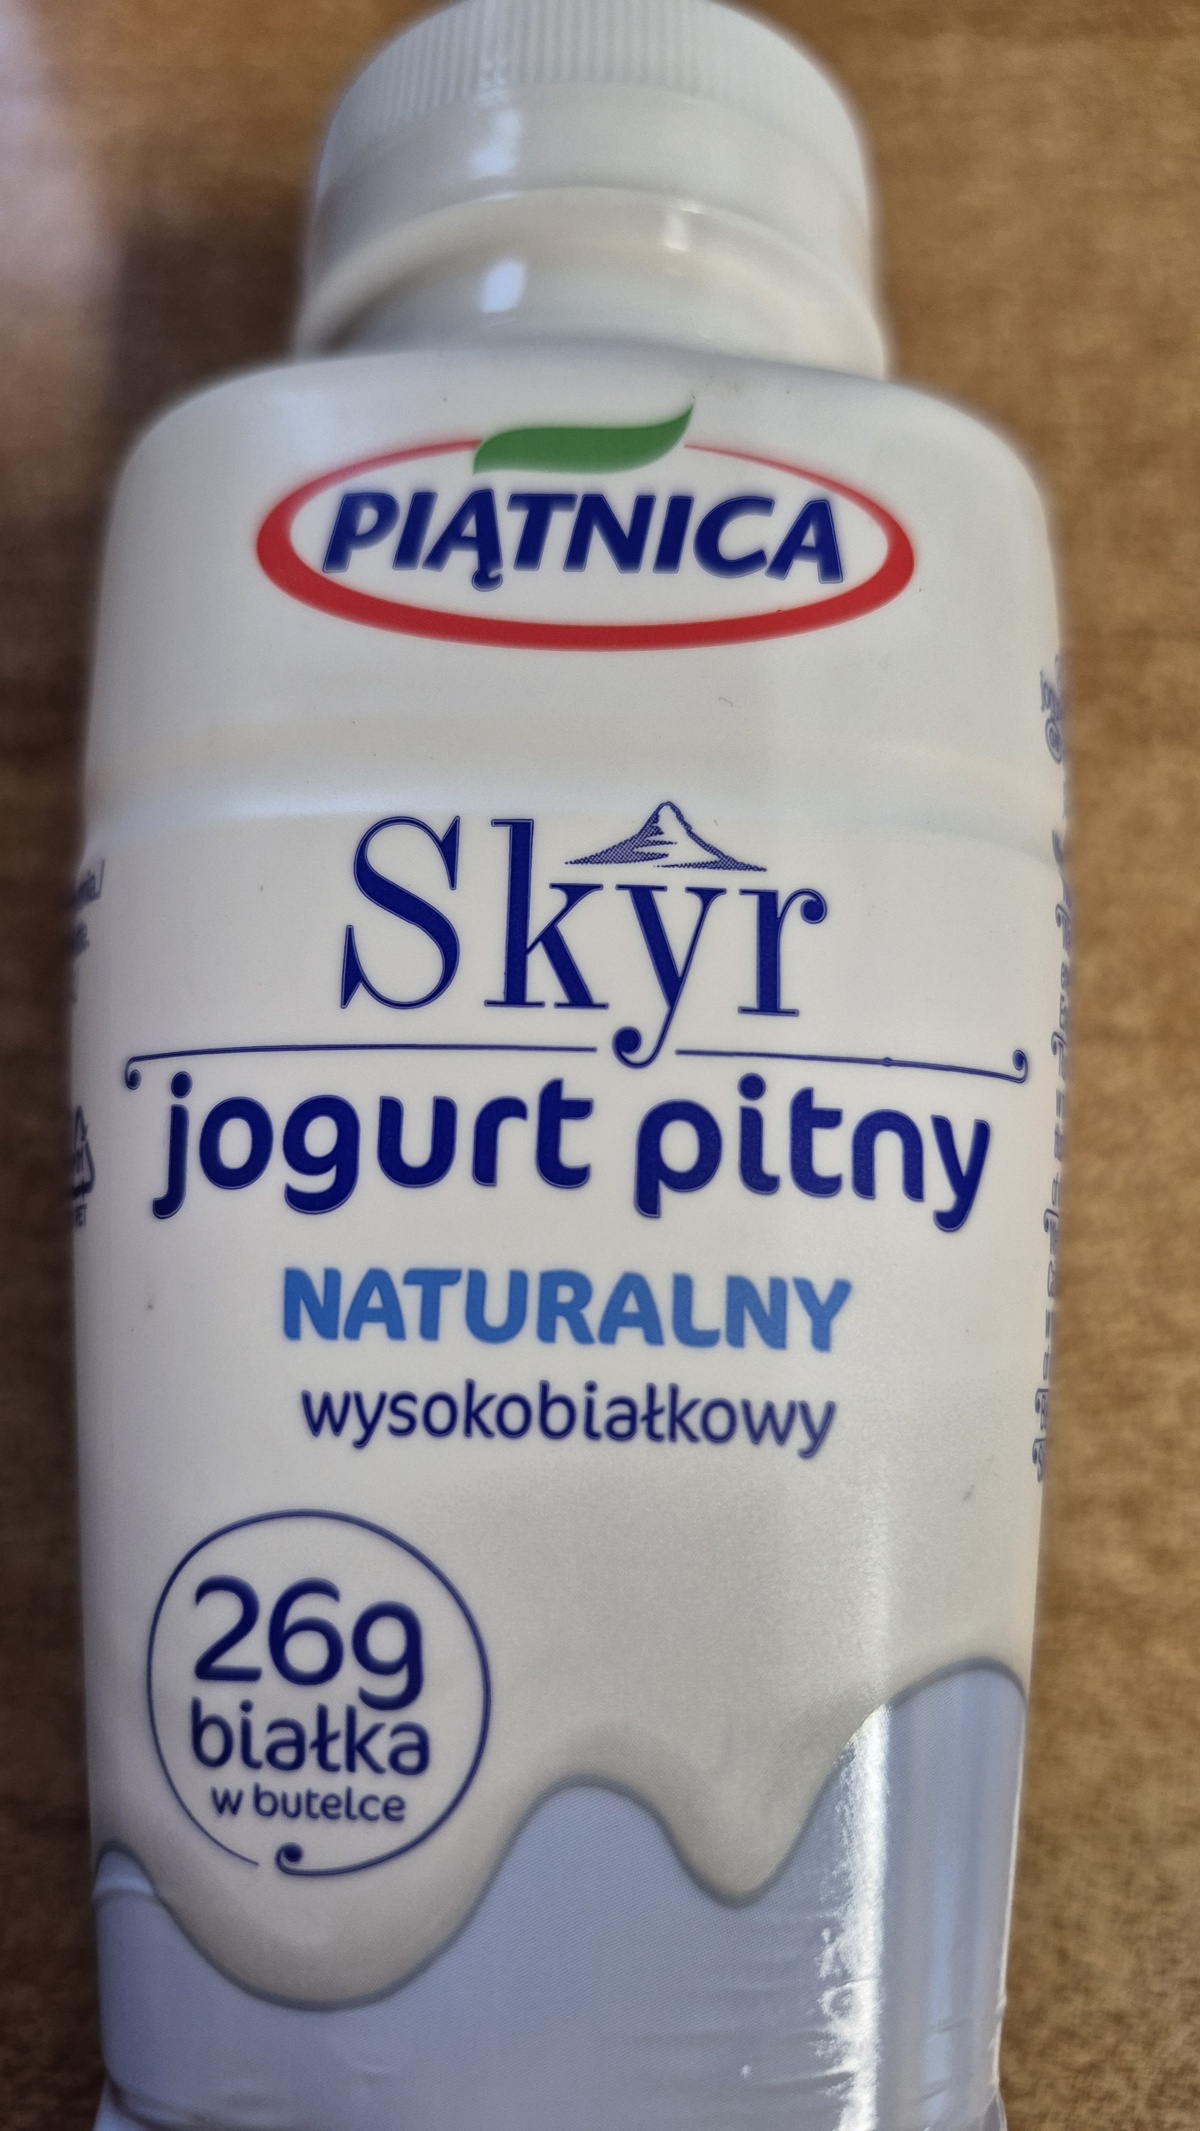 PIĄTNICA
Skyr
jogurt pitny
NATURALNY
wysokobiałkowy
26g
białka
w butelce